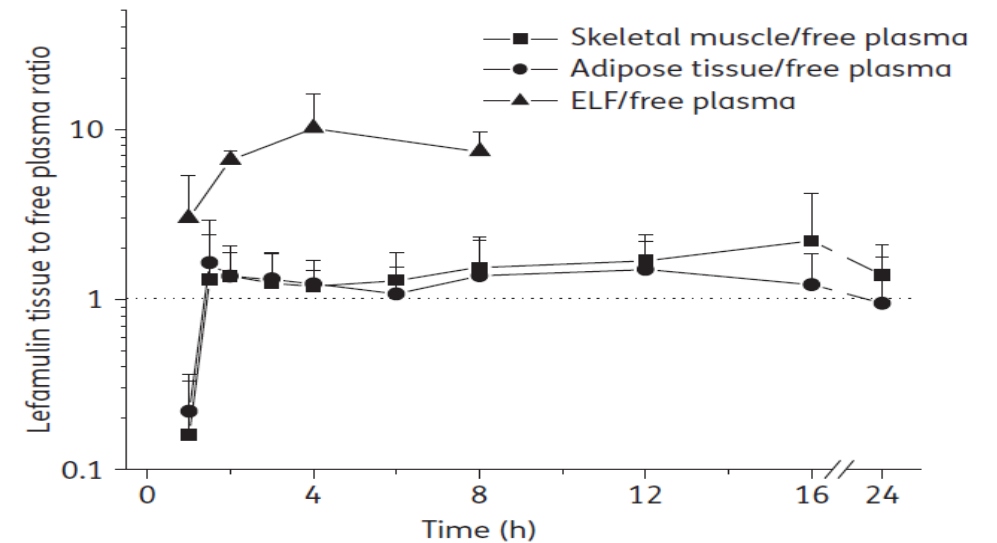 Skeletal muscle/free plasma
Adipose tissue/free plasma
ELF/free plasma
Lefamulin tissue to free plasma ratio
10
1
0.1
0 4 8 12 16 24
Time (h)